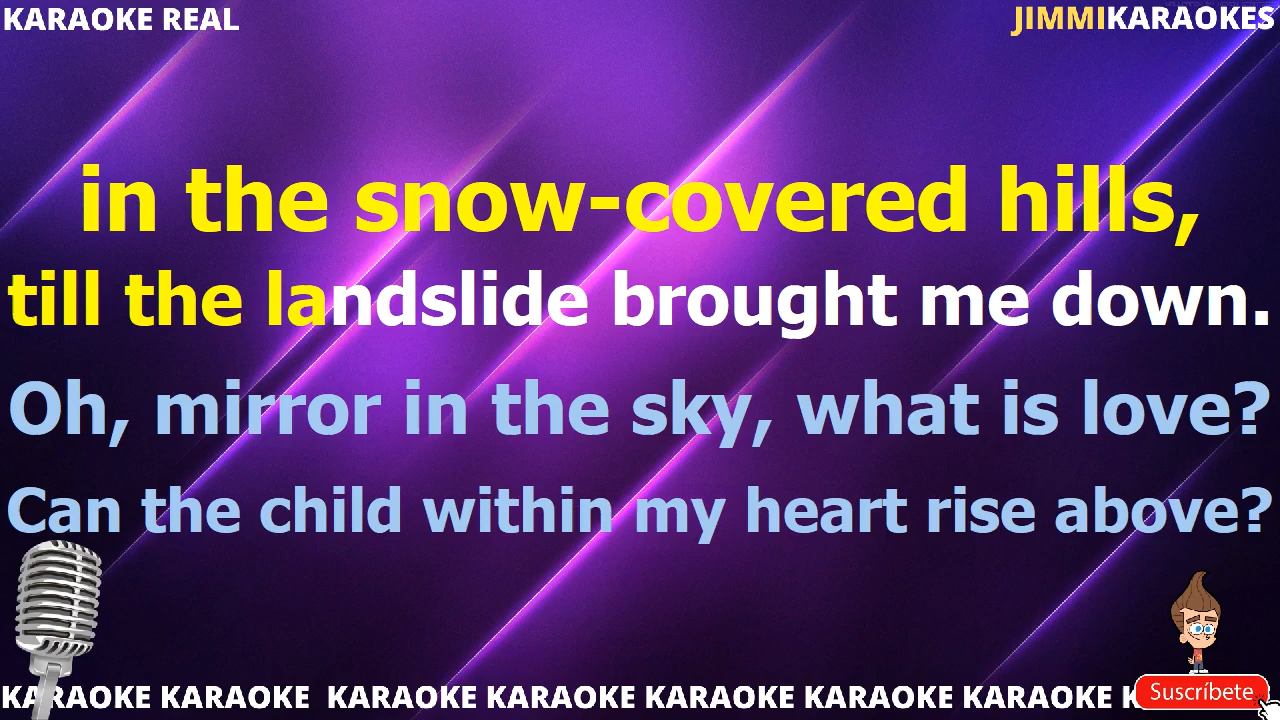 KARAOKE REAL
JIMMIKARAOKES
in the snow-covered hills,
till the landslide brought me down.
Oh, mirror in the sky, what is love?
Can the child within my heart rise above?
KARAOKE KARAOKE KARAOKE KARAOKE KARAOKE KARAOKE KARAOKE K
Suscríbete